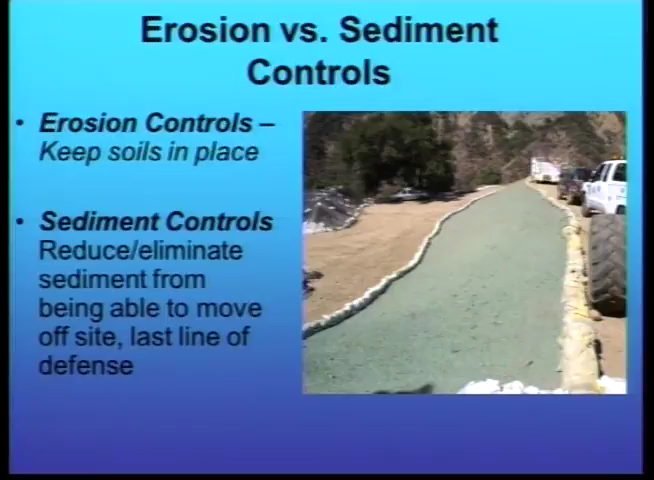 Erosion vs. Sediment
Controls
• Erosion Controls –
Keep soils in place
• Sediment Controls
Reduce/eliminate
sediment from
being able to move
off site, last line of
defense